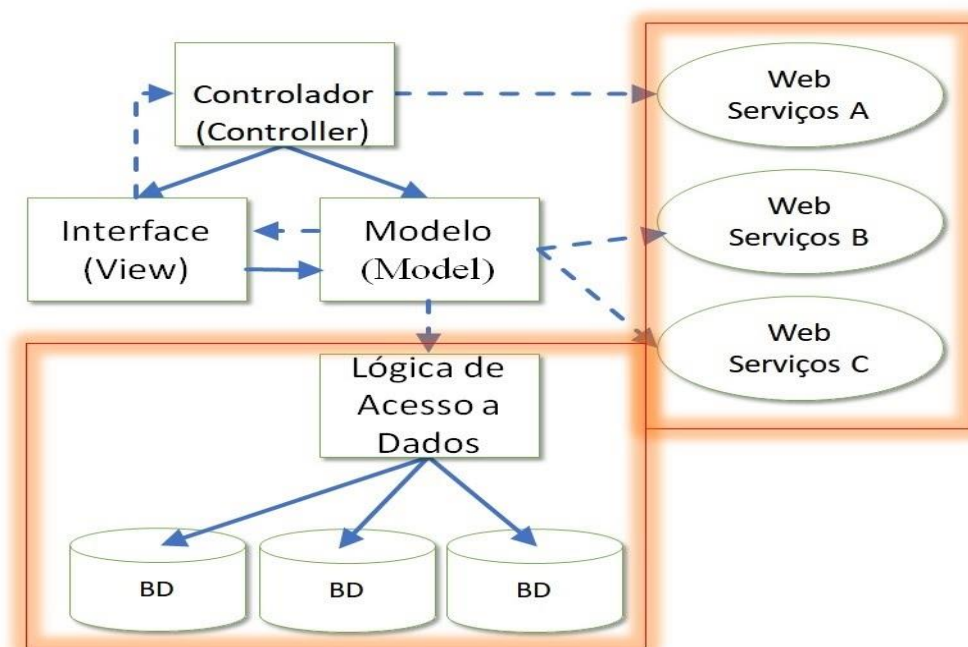 Controlador
(Controller)
Web
Serviços A
Interface
(View)
Modelo
(Model)
Web
Serviços B
Web
Serviços C
Lógica de
Acesso a
Dados
BD
BD
BD